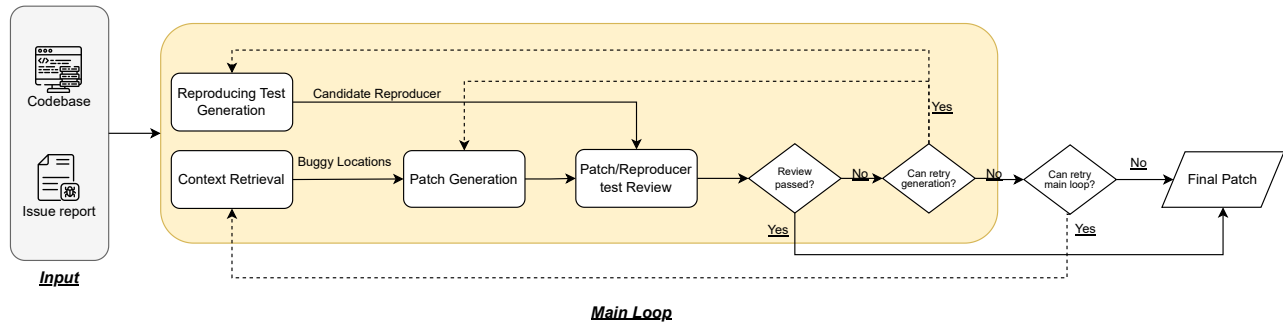 Codebase
Issue report
Input
Reproducing Test
Generation
Candidate Reproducer
Context Retrieval
Buggy Locations
Patch Generation
Patch/Reproducer
test Review
Review
passed?
No
Yes
Can retry
generation?
Yes
No
Can retry
main loop?
No
Yes
Final Patch
Main Loop